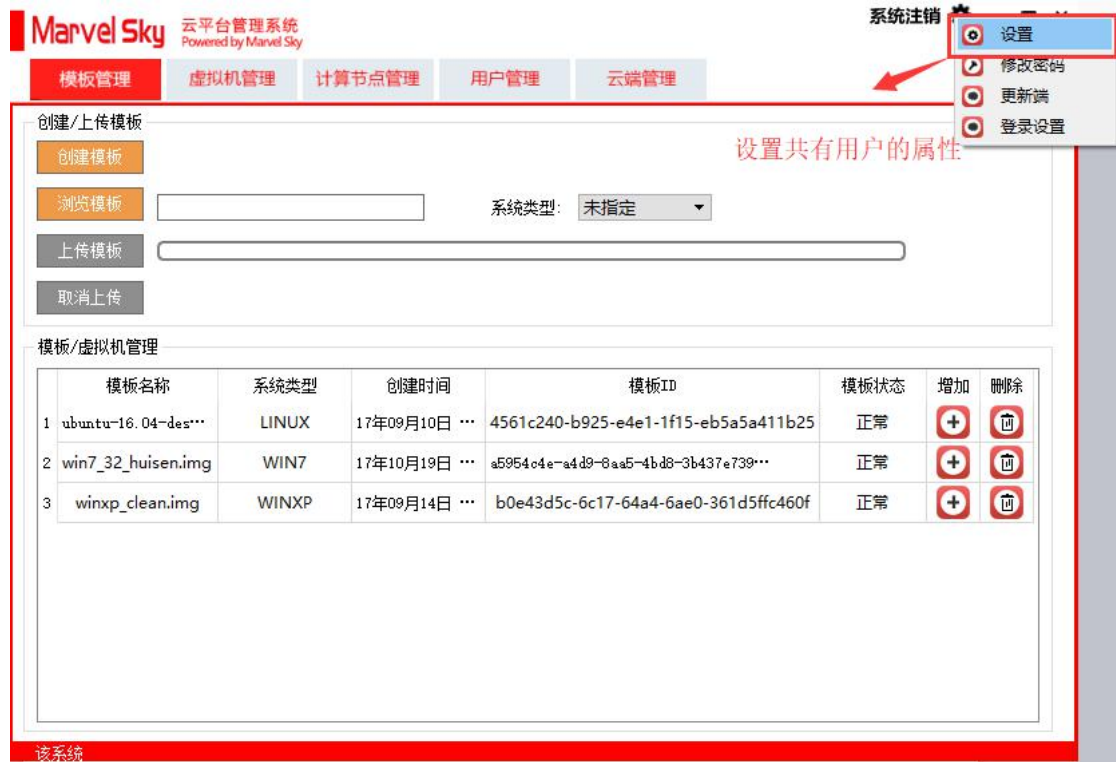 Marvel Sky 云平台管理系统
Powered by Marvel Sky
系统注销
设置
修改密码
更新端
登录设置
模板管理 虚拟机管理 计算节点管理 用户管理 云端管理
创建/上传模板
创建模板
设置共有用户的属性
浏览模板 系统类型: 未指定
上传模板
取消上传
模板/虚拟机管理
模板名称 系统类型 创建时间 模板ID 模板状态 增加 删除
1 ubuntu-16.04-des… LINUX 17年09月10日 … 4561c240-b925-e4e1-1f15-eb5a5a411b25 正常
2 win7_32_huisen.img WIN7 17年10月19日 … a5954c4e-a4d9-8aa5-4bd8-3b437e739… 正常
3 winxp_clean.img WINXP 17年09月14日 … b0e43d5c-6c17-64a4-6ae0-361d5ffc460f 正常
该系统